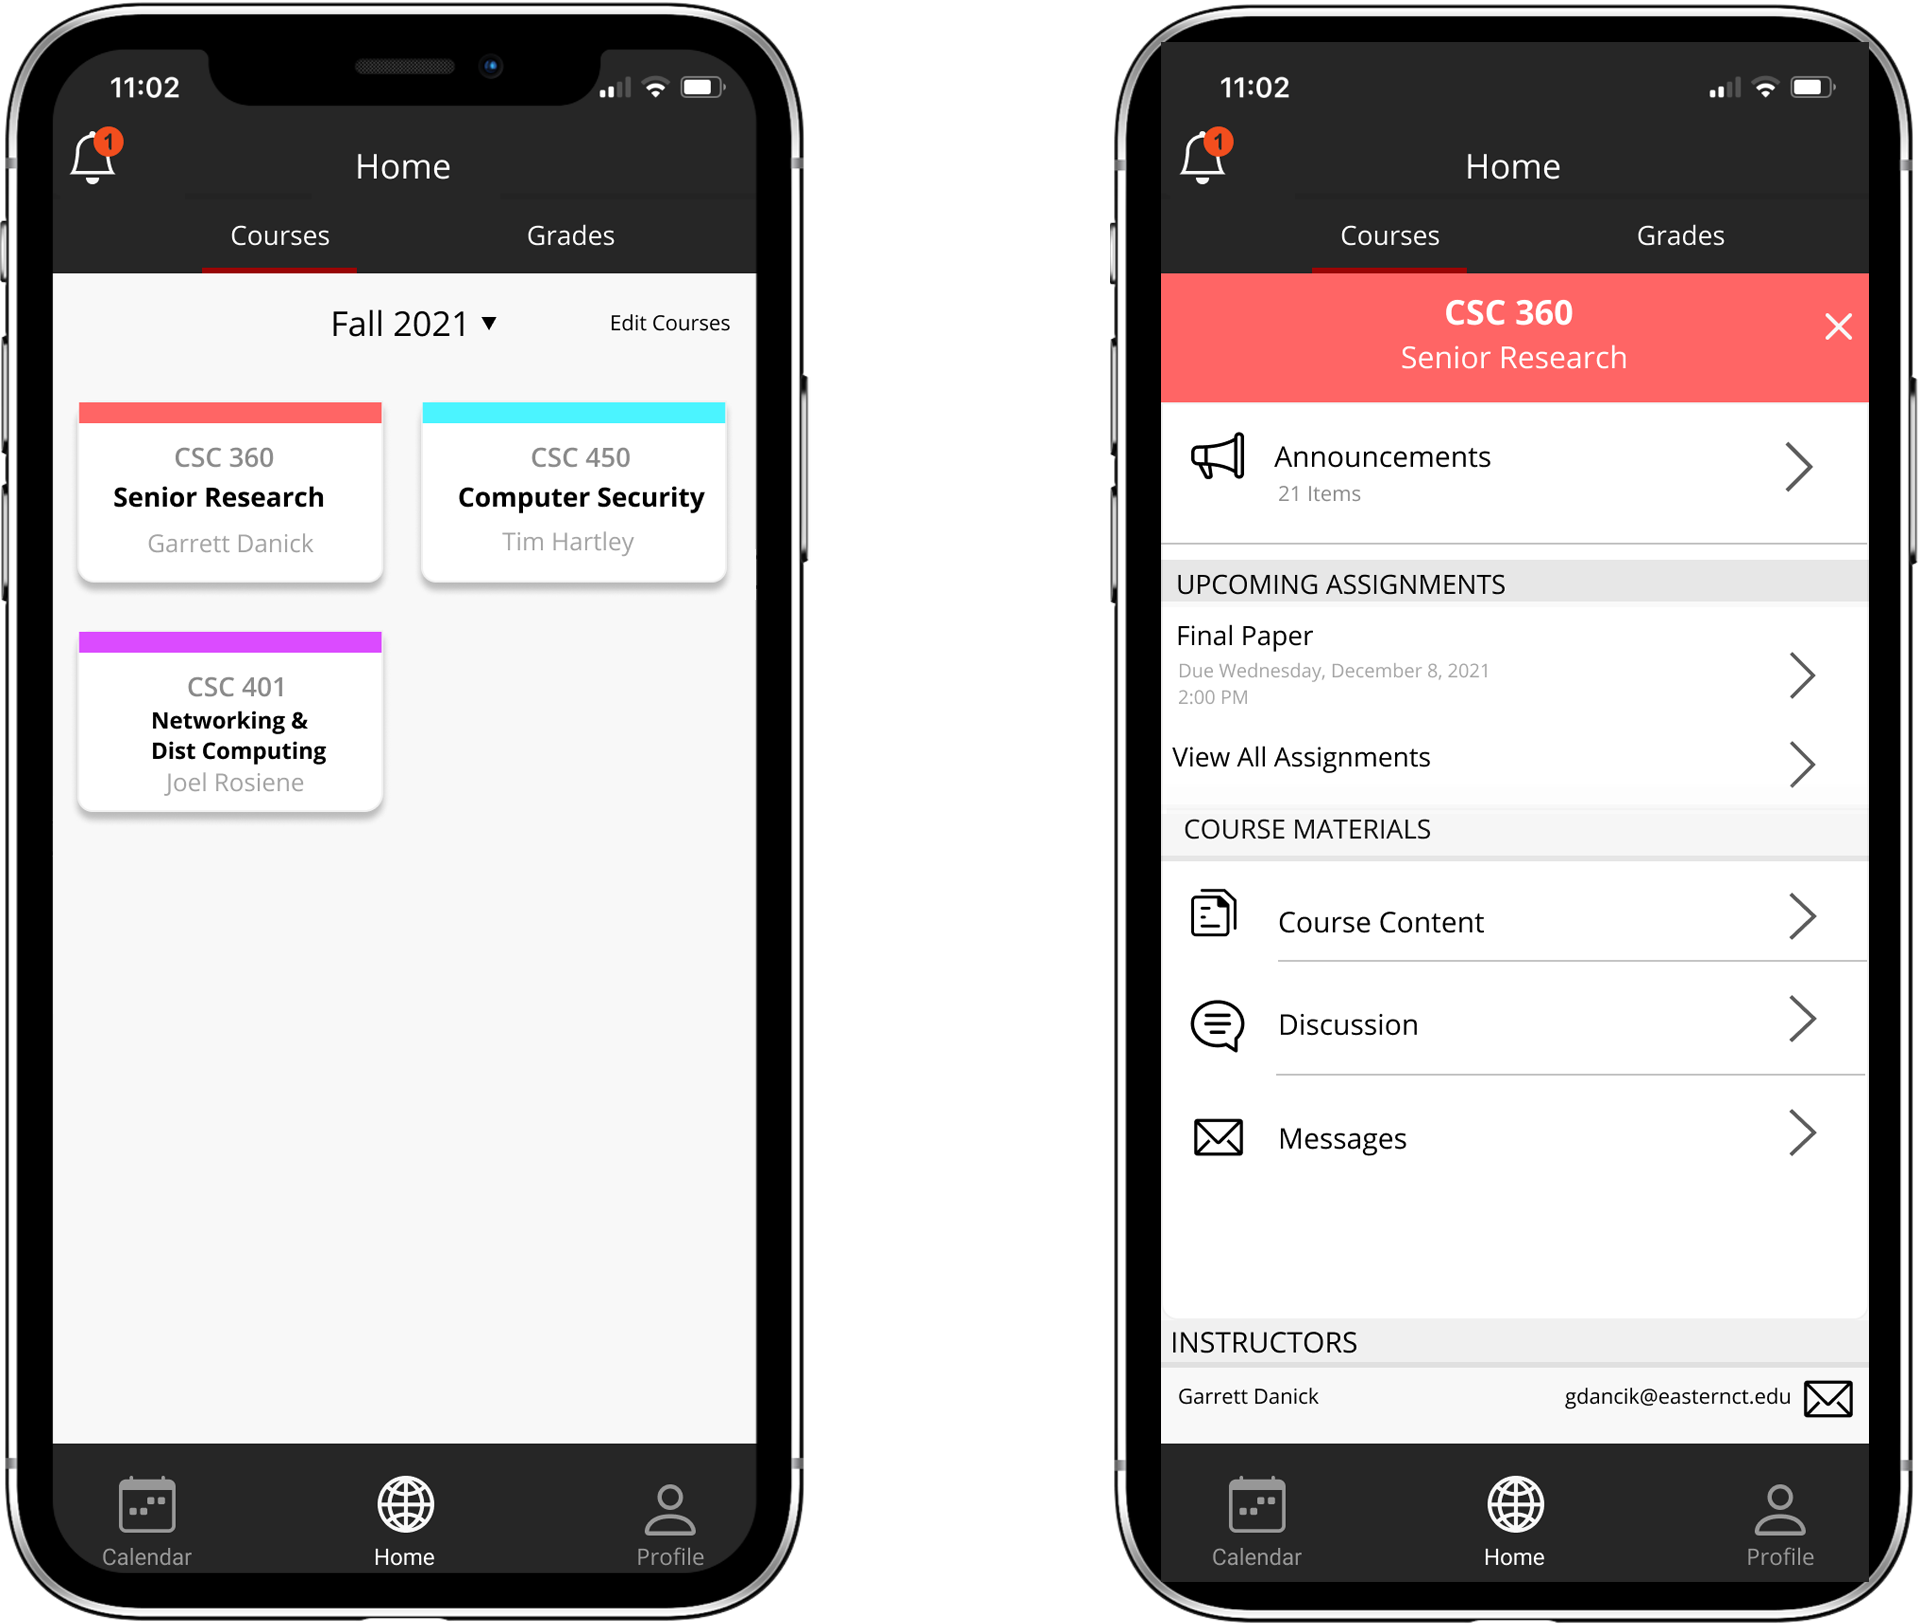 11:02
1
Home
Courses Grades
Fall 2021 ▼ Edit Courses
CSC 360
Senior Research
Garrett Danick
CSC 450
Computer Security
Tim Hartley
CSC 401
Networking &
Dist Computing
Joel Rosiene
Calendar Home Profile
11:02
1
Home
Courses Grades
CSC 360
Senior Research
Announcements
21 Items
UPCOMING ASSIGNMENTS
Final Paper
Due Wednesday, December 8, 2021
2:00 PM
View All Assignments
COURSE MATERIALS
Course Content
Discussion
Messages
INSTRUCTORS
Garrett Danick gdancik@easternct.edu
Calendar Home Profile